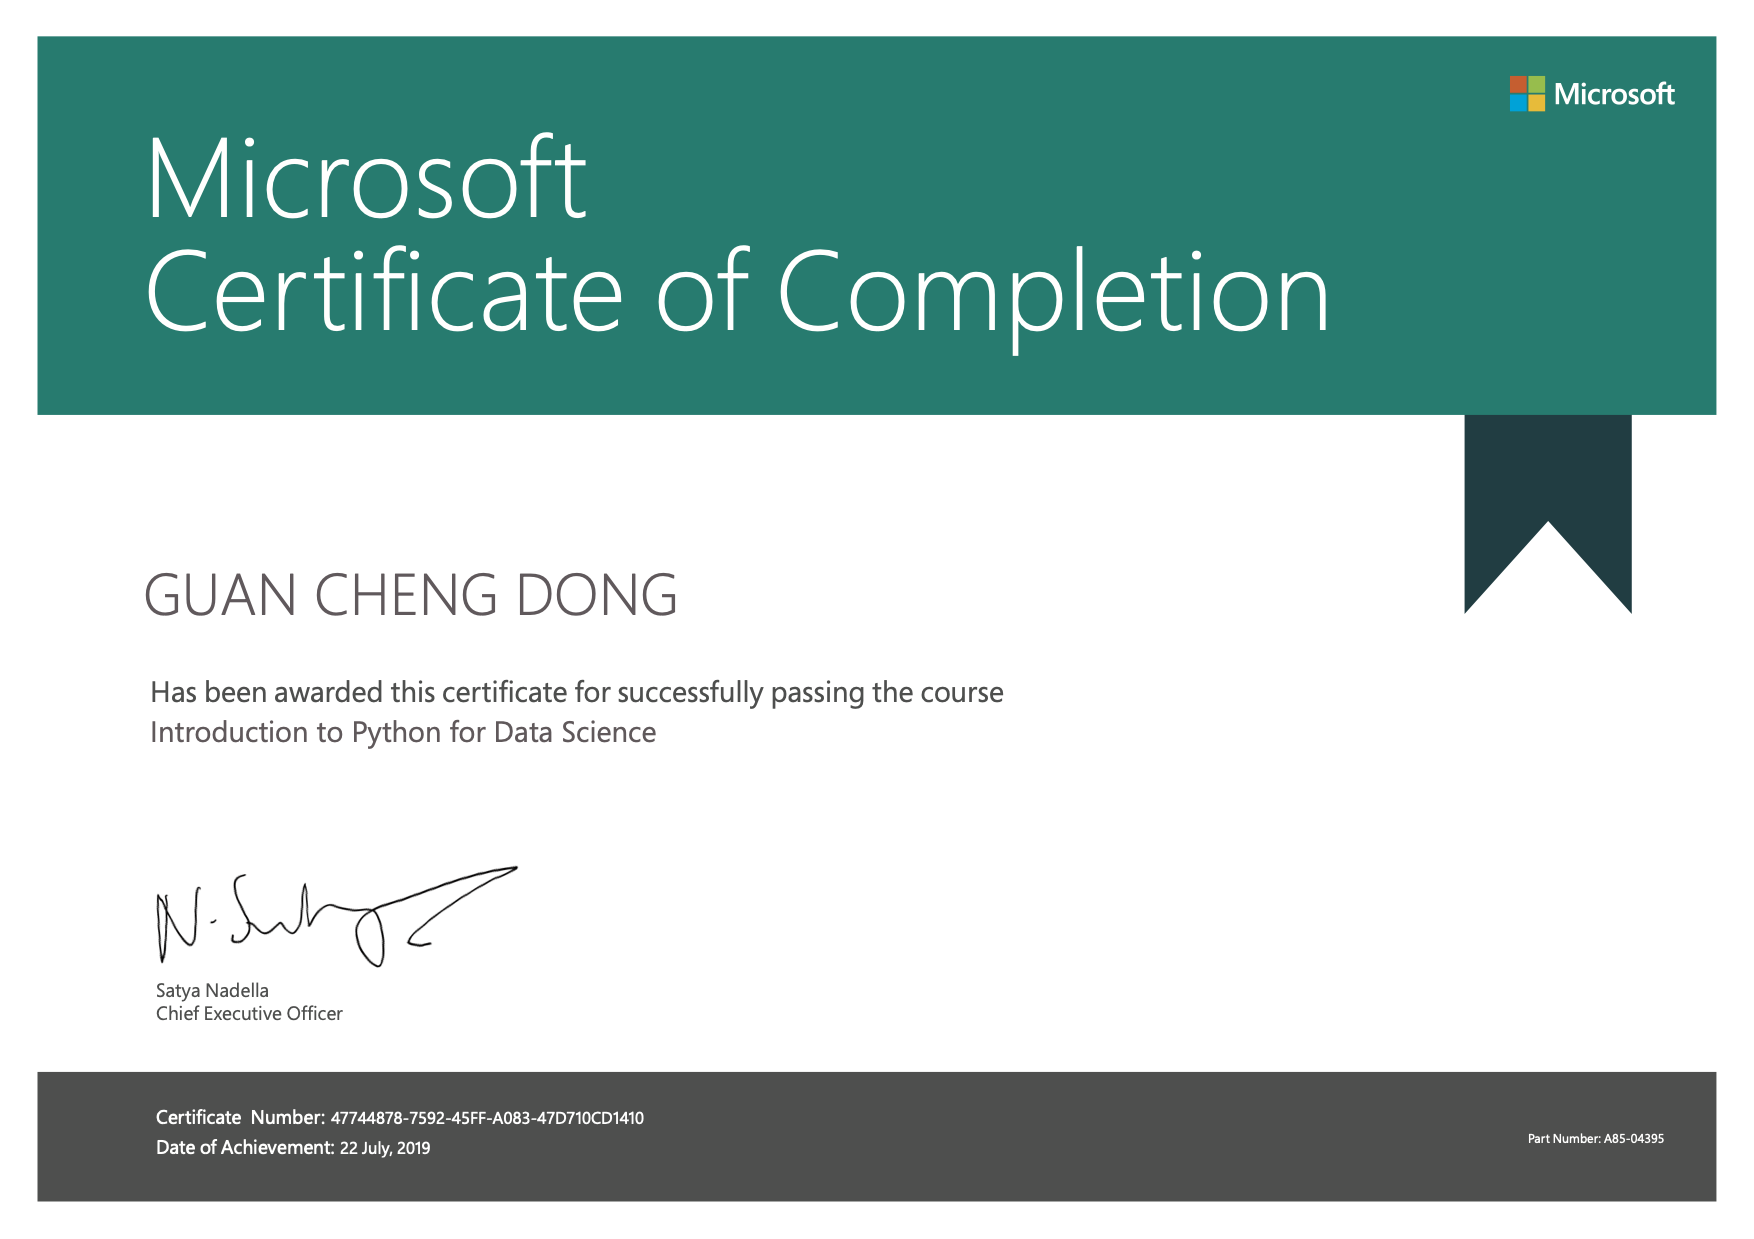 Microsoft
Microsoft
Certificate of Completion
GUAN CHENG DONG
Has been awarded this certificate for successfully passing the course
Introduction to Python for Data Science
Satya Nadella
Chief Executive Officer
Certificate Number: 47744878-7592-45FF-A083-47D710CD1410
Date of Achievement: 22 July, 2019
Part Number: A85-04395